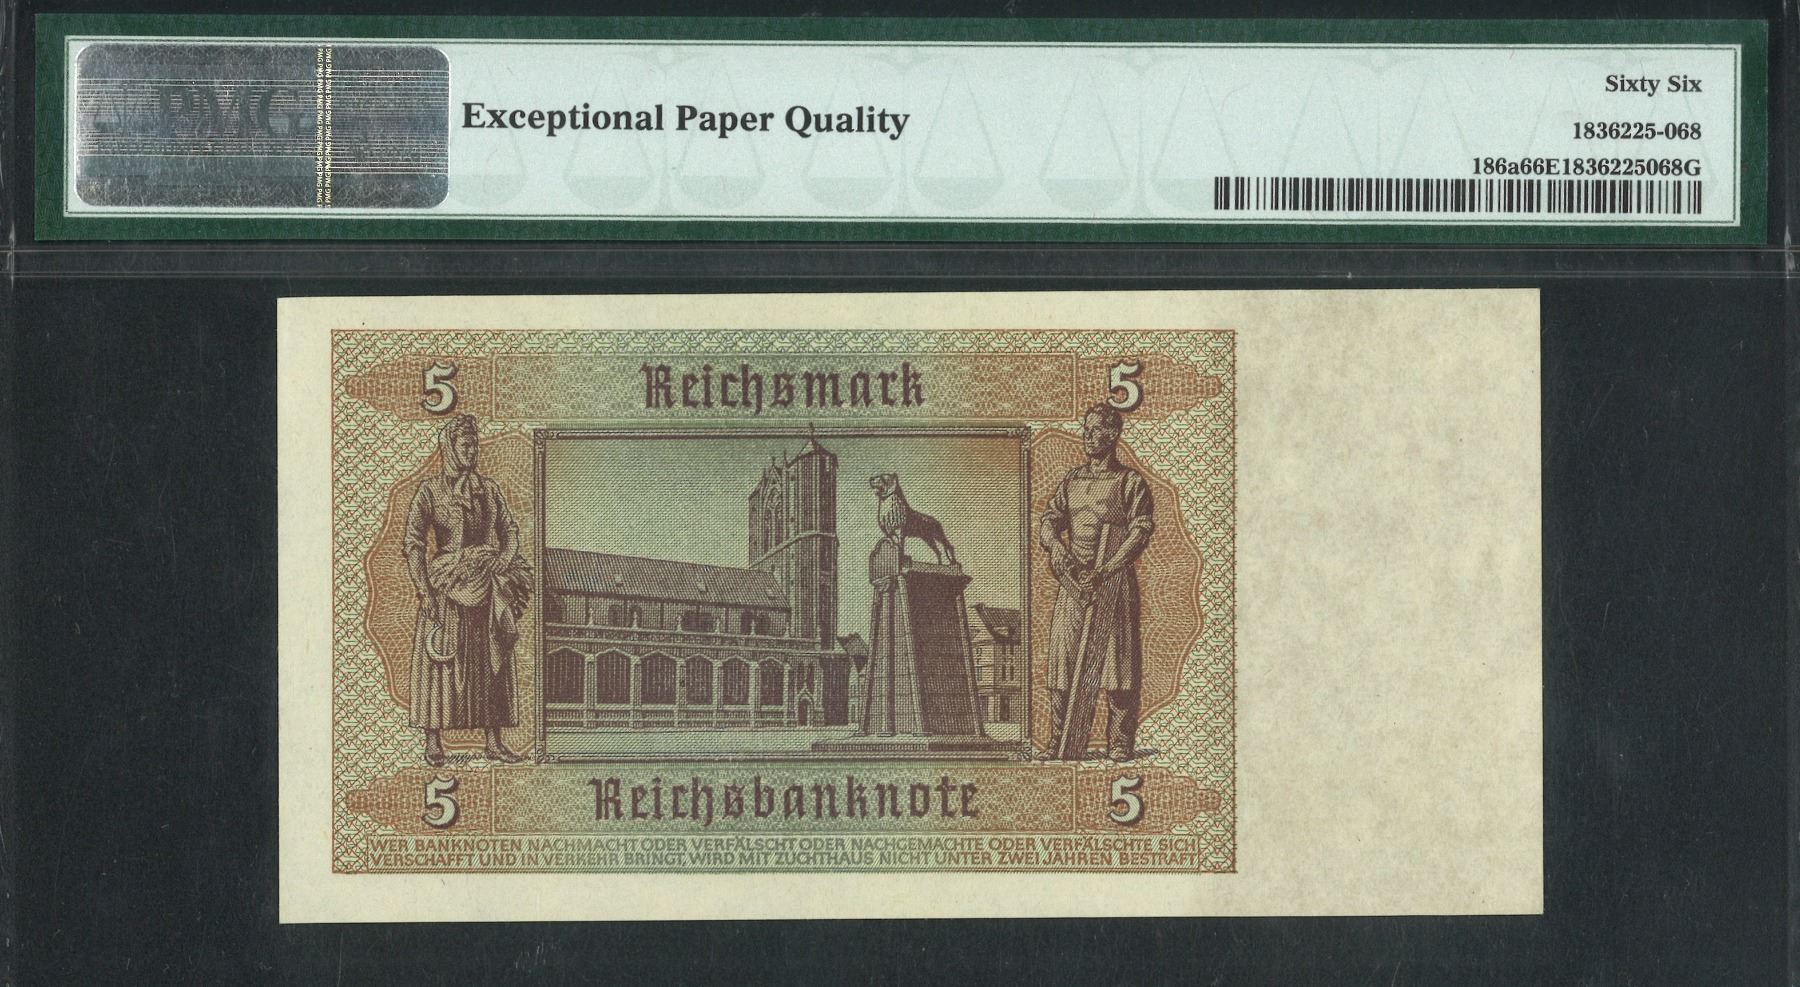 PMG
Exceptional Paper Quality
Sixty Six
1836225-068
186a66E1836225068G
5 Reichsmark 5
5 Reichsbanknote 5
WER BANKNOTEN NACHMACHT ODER VERFÄLSCHT ODER NACHGEMACHTE ODER VERFÄLSCHTE SICH
VERSCHAFFT UND IN VERKEHR BRINGT, WIRD MIT ZUCHTHAUS NICHT UNTER ZWEI JAHREN BESTRAFT